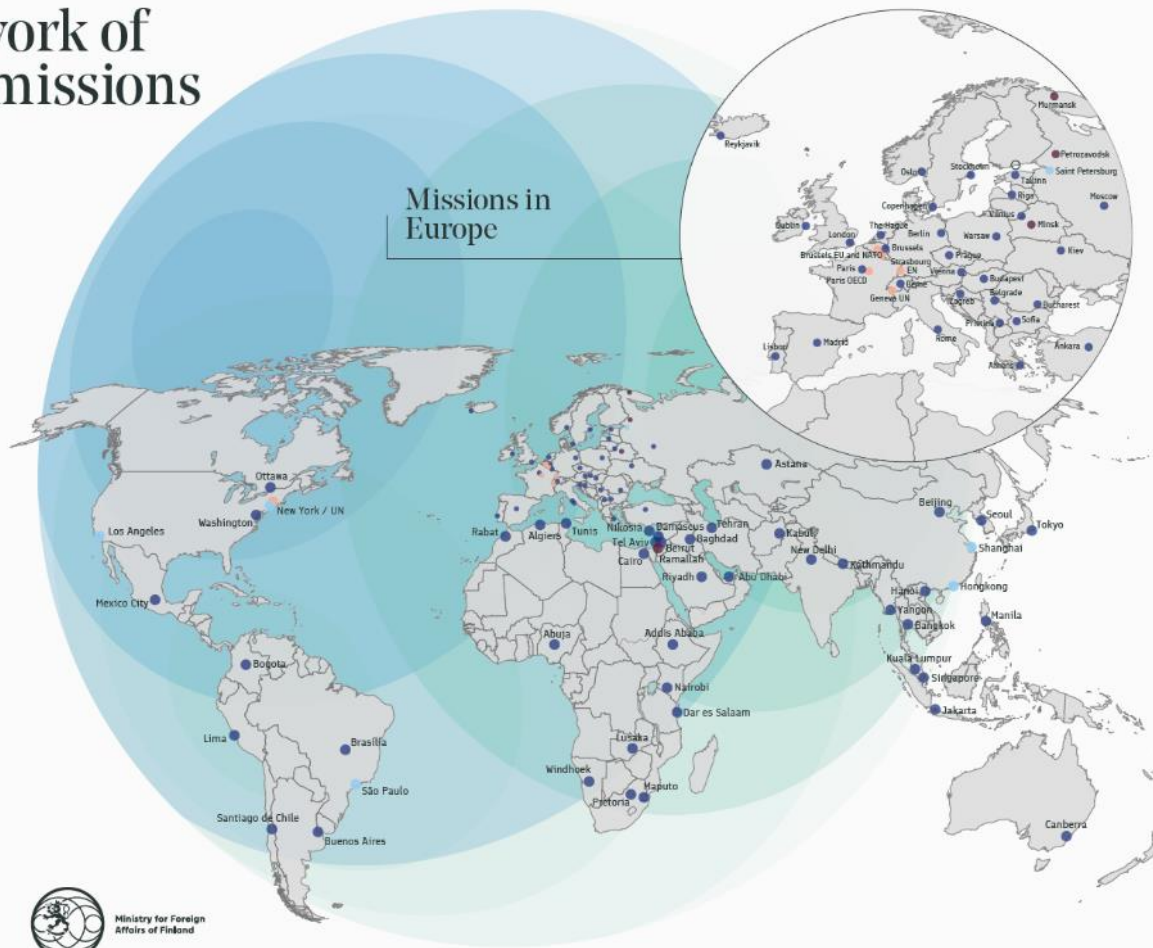 work of
missions
Missions in
Europe
Murmansk
Reykjavik
Petrozavodsk
Saint Petersburg
Oslo
Stockholm
Tallinn
Riga
Moscow
Copenhagen
Vilnius
Minsk
Dublin
The Hague
London
Berlin
Warsaw
Brussels
Brussels EU and NATO
Prague
Kiev
Strasbourg
EN
Paris
Paris OECD
Vienna
Budapest
Berne
Geneva UN
Zagreb
Belgrade
Bucharest
Pristina
Sofia
Lisbon
Madrid
Rome
Ankara
Athens
Ottawa
New York / UN
Washington
Los Angeles
Mexico City
Bogota
Lima
Brasília
São Paulo
Santiago de Chile
Buenos Aires
Astana
Rabat
Algiers
Tunis
Nikosia
Damascus
Tehran
Tel Aviv
Beirut
Baghdad
Cairo
Ramallah
Kabul
New Delhi
Kathmandu
Riyadh
Abu Dhabi
Beijing
Seoul
Tokyo
Shanghai
Hongkong
Hanoi
Yangon
Bangkok
Manila
Kuala Lumpur
Singapore
Jakarta
Abuja
Addis Ababa
Nairobi
Dar es Salaam
Lusaka
Windhoek
Maputo
Pretoria
Canberra
Ministry for Foreign
Affairs of Finland